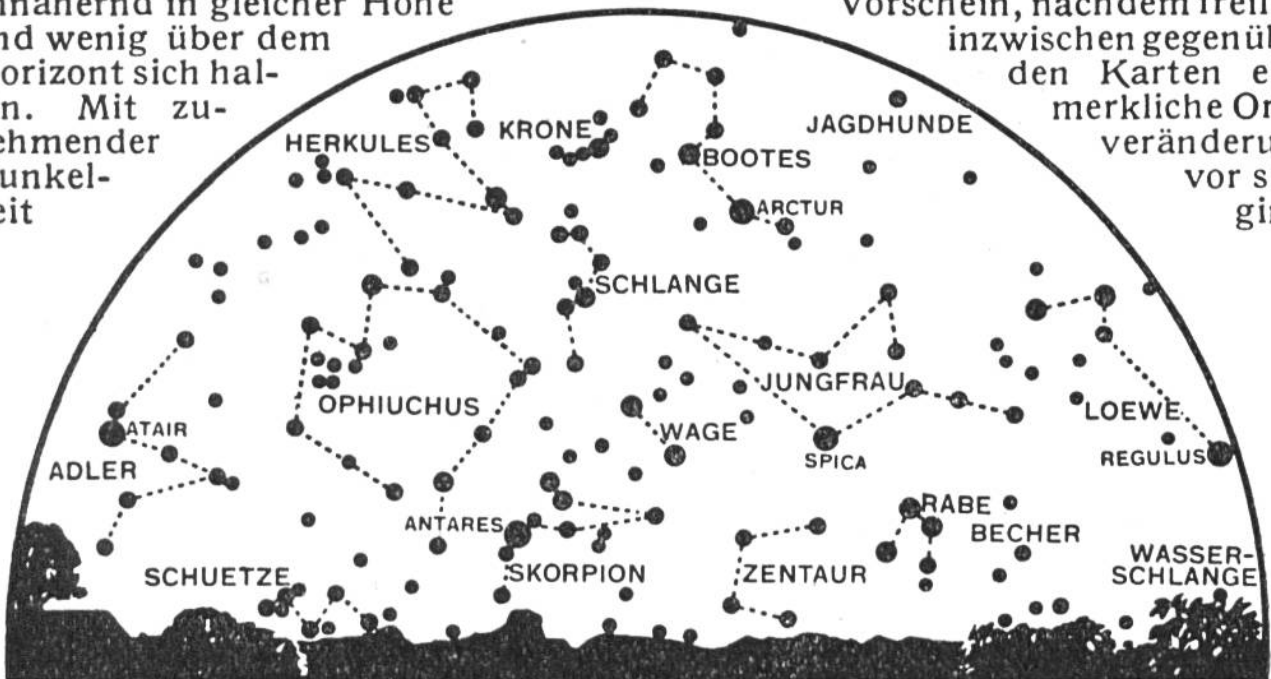 nnähernd in gleicher Höhe
nd wenig über dem
orizont sich hal-
n. Mit zu-
ehmender
unkel-
eit
Vorschein, nachdem frei
inzwischen gegenüb
den Karten e
merkliche Or
veränderu
vor s
gin
HERKULES
KRONE
BOOTES
JAGDHUNDE
ARCTUR
SCHLANGE
OPHIUCHUS
JUNGFRAU
LOEWE
ATAIR
ADLER
WAGE
SPICA
REGULUS
ANTARES
RABE
BECHER
SCHUETZE
SKORPION
ZENTAUR
WASSER-
SCHLANGE